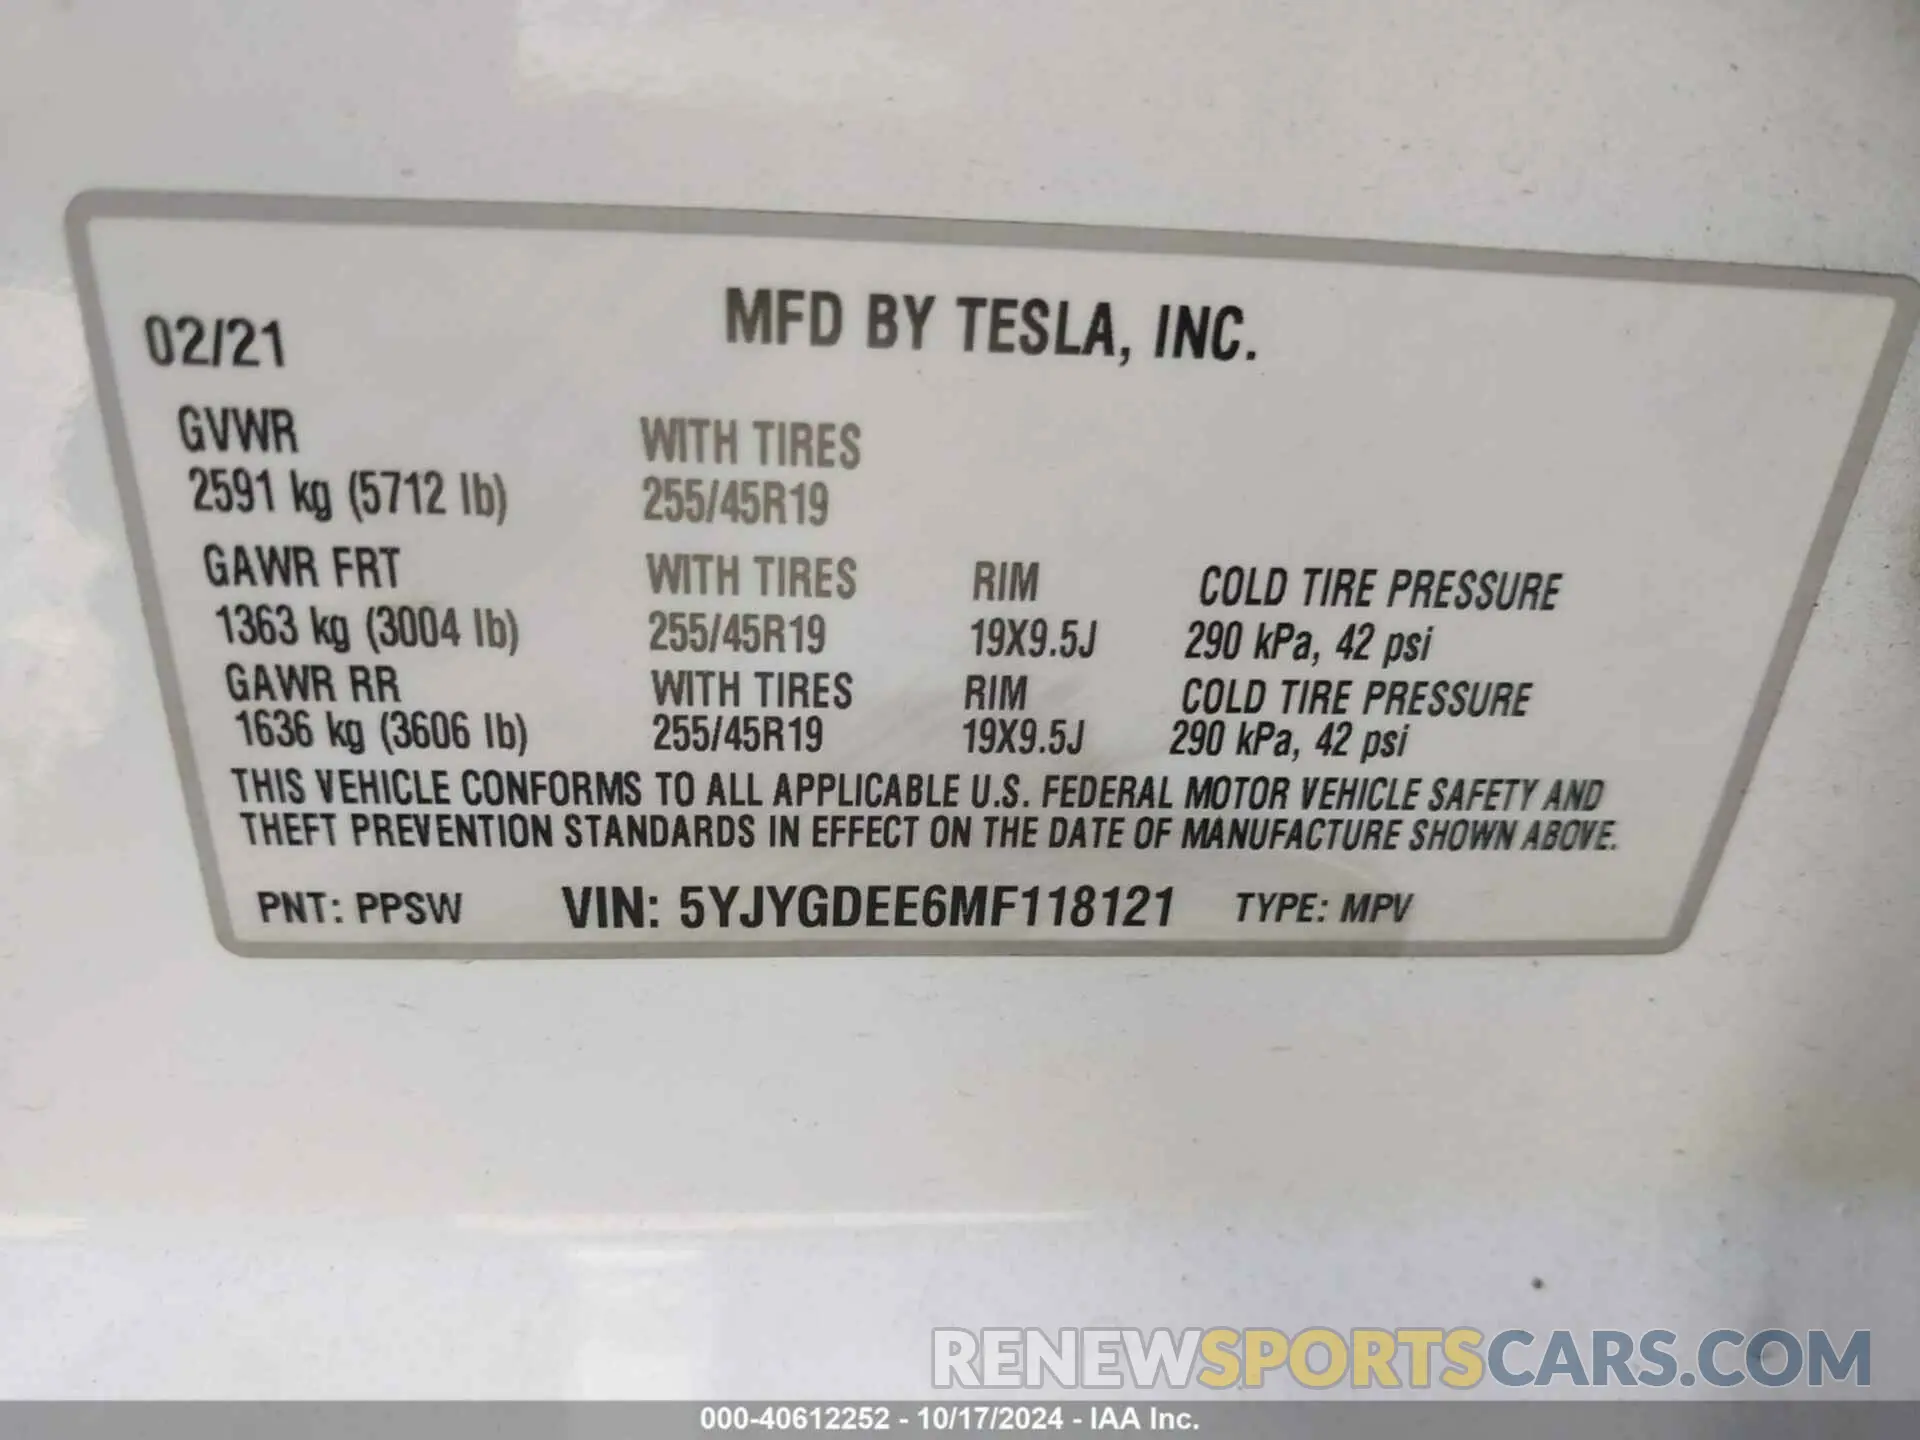 02/21 MFD BY TESLA, INC.
GVWR WITH TIRES
2591 kg (5712 lb) 255/45R19
GAWR FRT WITH TIRES RIM COLD TIRE PRESSURE
1363 kg (3004 lb) 255/45R19 19X9.5J 290 kPa, 42 psi
GAWR RR WITH TIRES RIM COLD TIRE PRESSURE
1636 kg (3606 lb) 255/45R19 19X9.5J 290 kPa, 42 psi
THIS VEHICLE CONFORMS TO ALL APPLICABLE U.S. FEDERAL MOTOR VEHICLE SAFETY AND
THEFT PREVENTION STANDARDS IN EFFECT ON THE DATE OF MANUFACTURE SHOWN ABOVE.
PNT: PPSW VIN: 5YJYGDEE6MF118121 TYPE: MPV
RENEWSPORTSCARS.COM
000-40612252 - 10/17/2024 - IAA Inc.